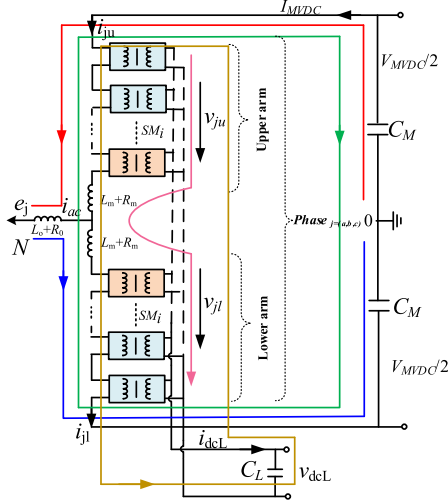 I_MVDC
i_ju
V_MVDC/2
v_ju
SM_i
Upper arm
C_M
L_m+R_m
e_j
i_ac
Phase j=(a,b,c)
0
L_o+R_0
N
L_m+R_m
v_jl
SM_i
Lower arm
C_M
V_MVDC/2
i_jl
i_dcL
C_L
v_dcL